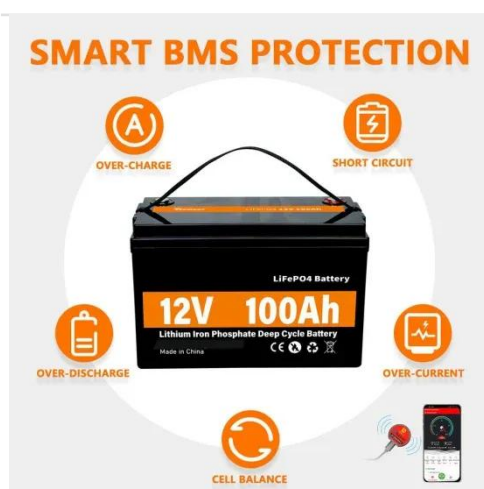 SMART BMS PROTECTION
OVER-CHARGE
SHORT CIRCUIT
LiFePO4 Battery
12V 100Ah
Lithium Iron Phosphate Deep Cycle Battery
Made in China
CE
OVER-DISCHARGE
OVER-CURRENT
CELL BALANCE